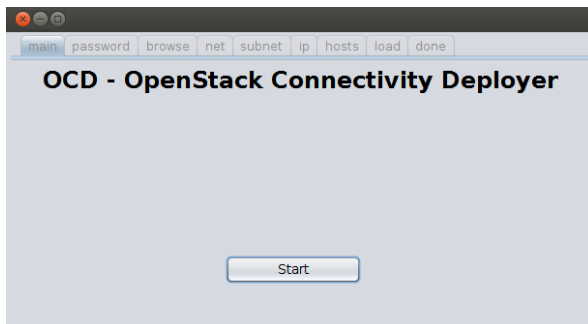 main password browse net subnet ip hosts load done
OCD - OpenStack Connectivity Deployer
Start